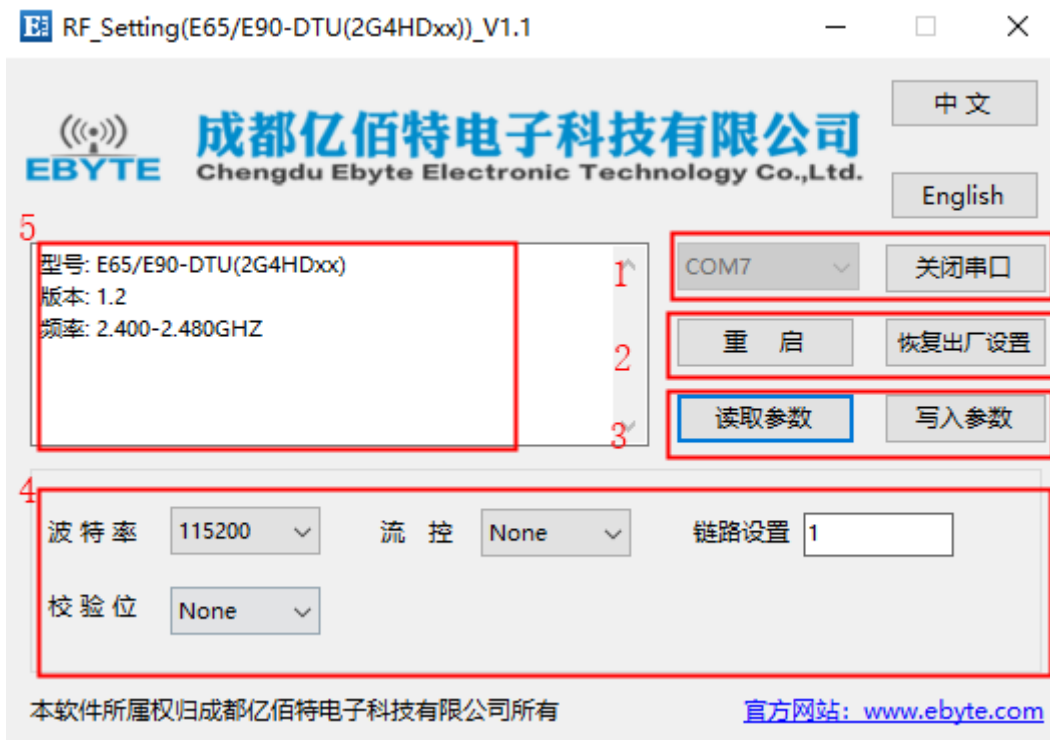 RF_Setting(E65/E90-DTU(2G4HDxx))_V1.1
中 文
EBYTE
成都亿佰特电子科技有限公司
Chengdu Ebyte Electronic Technology Co.,Ltd.
English
5
型号: E65/E90-DTU(2G4HDxx)
版本: 1.2
频率: 2.400-2.480GHZ
1
COM7 关闭串口
2
重 启 恢复出厂设置
3
读取参数 写入参数
4
波 特 率 115200 流 控 None 链路设置 1
校 验 位 None
本软件所属权归成都亿佰特电子科技有限公司所有 官方网站：www.ebyte.com